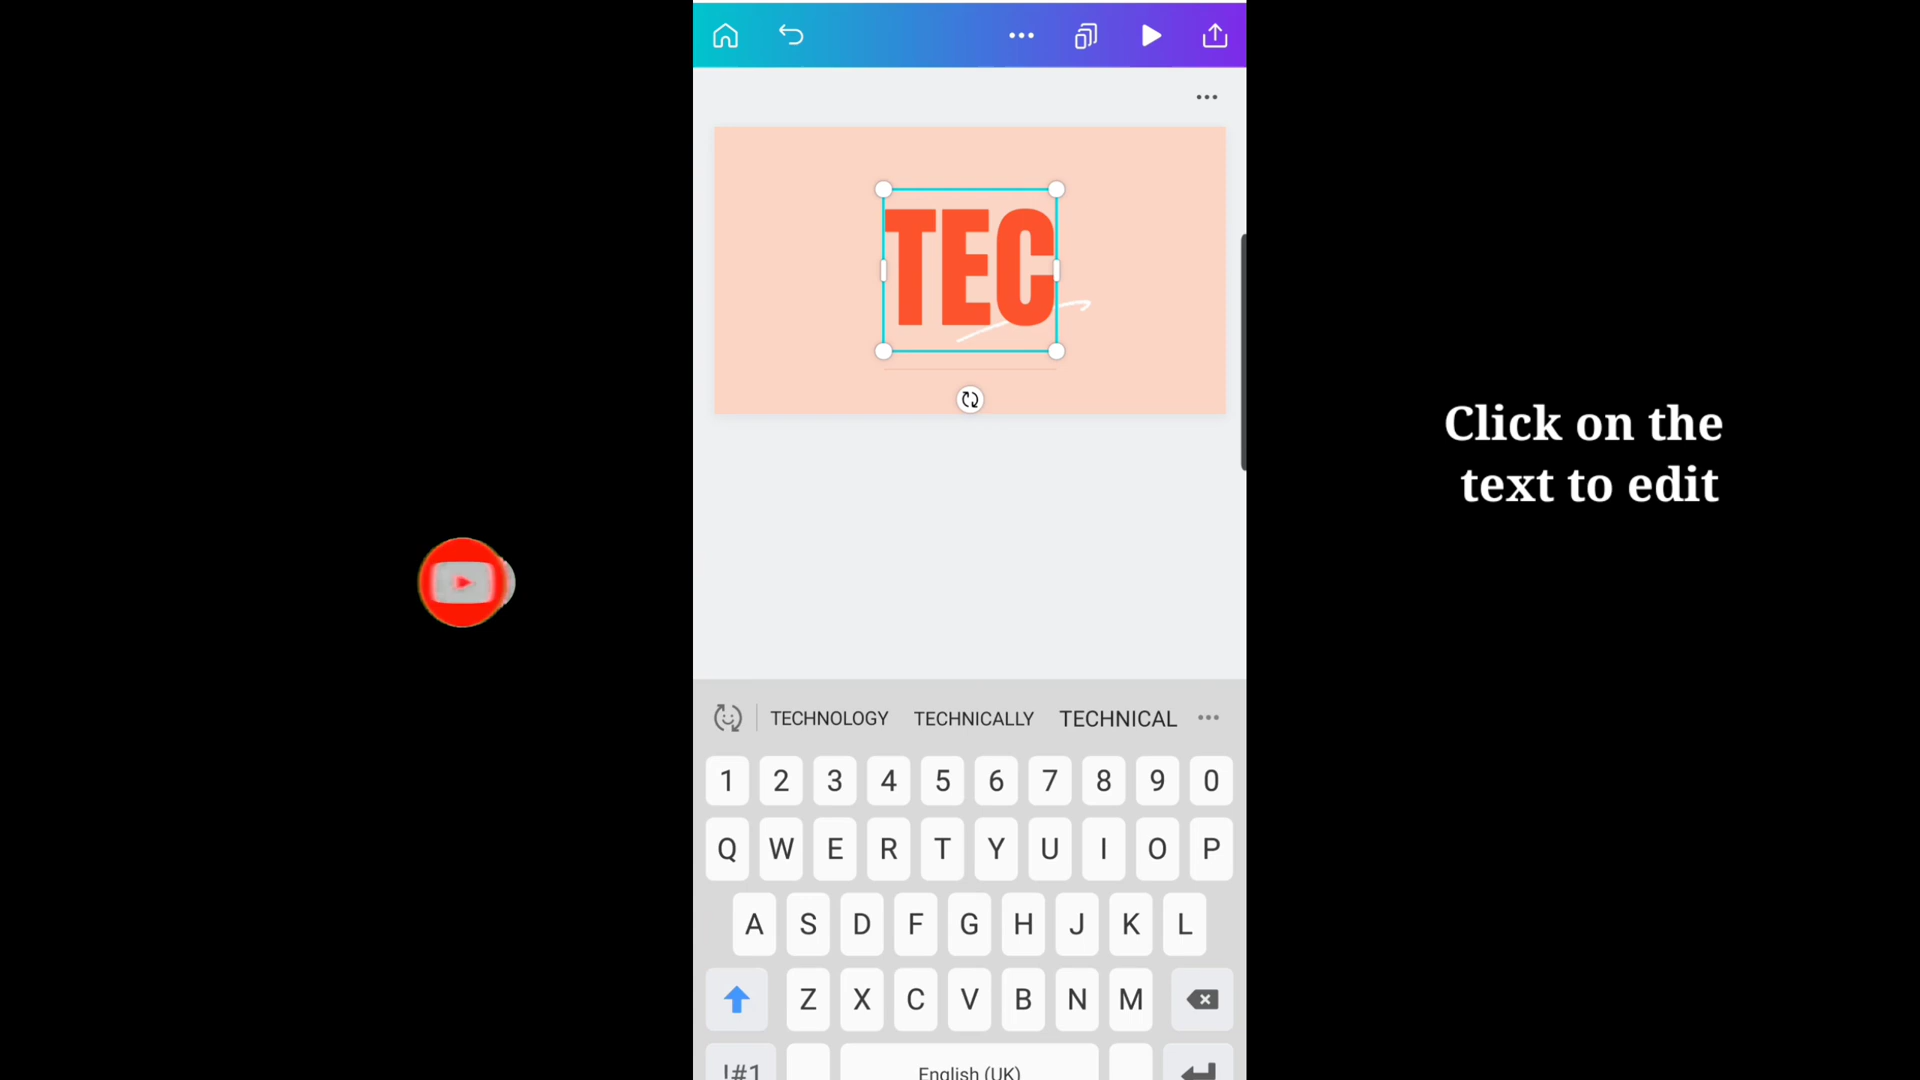 TEC
Click on the
text to edit
TECHNOLOGY TECHNICALLY TECHNICAL
1 2 3 4 5 6 7 8 9 0
Q W E R T Y U I O P
A S D F G H J K L
Z X C V B N M
!#1 English (UK)